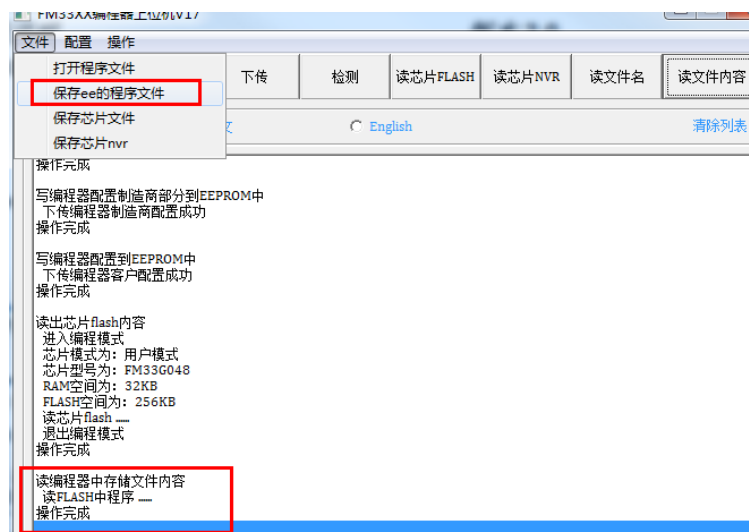 FM33XX编程器上位机V17
文件 配置 操作
打开程序文件
保存ee的程序文件
保存芯片文件
保存芯片nvr
下传 检测 读芯片FLASH 读芯片NVR 读文件名 读文件内容
English 清除列表
操作完成
写编程器配置制造商部分到EEPROM中
下传编程器制造商配置成功
操作完成
写编程器配置到EEPROM中
下传编程器客户配置成功
操作完成
读出芯片flash内容
进入编程模式
芯片模式为：用户模式
芯片型号为：FM33G048
RAM空间为：32KB
FLASH空间为：256KB
读芯片flash ......
退出编程模式
操作完成
读编程器中存储文件内容
读FLASH中程序 ......
操作完成